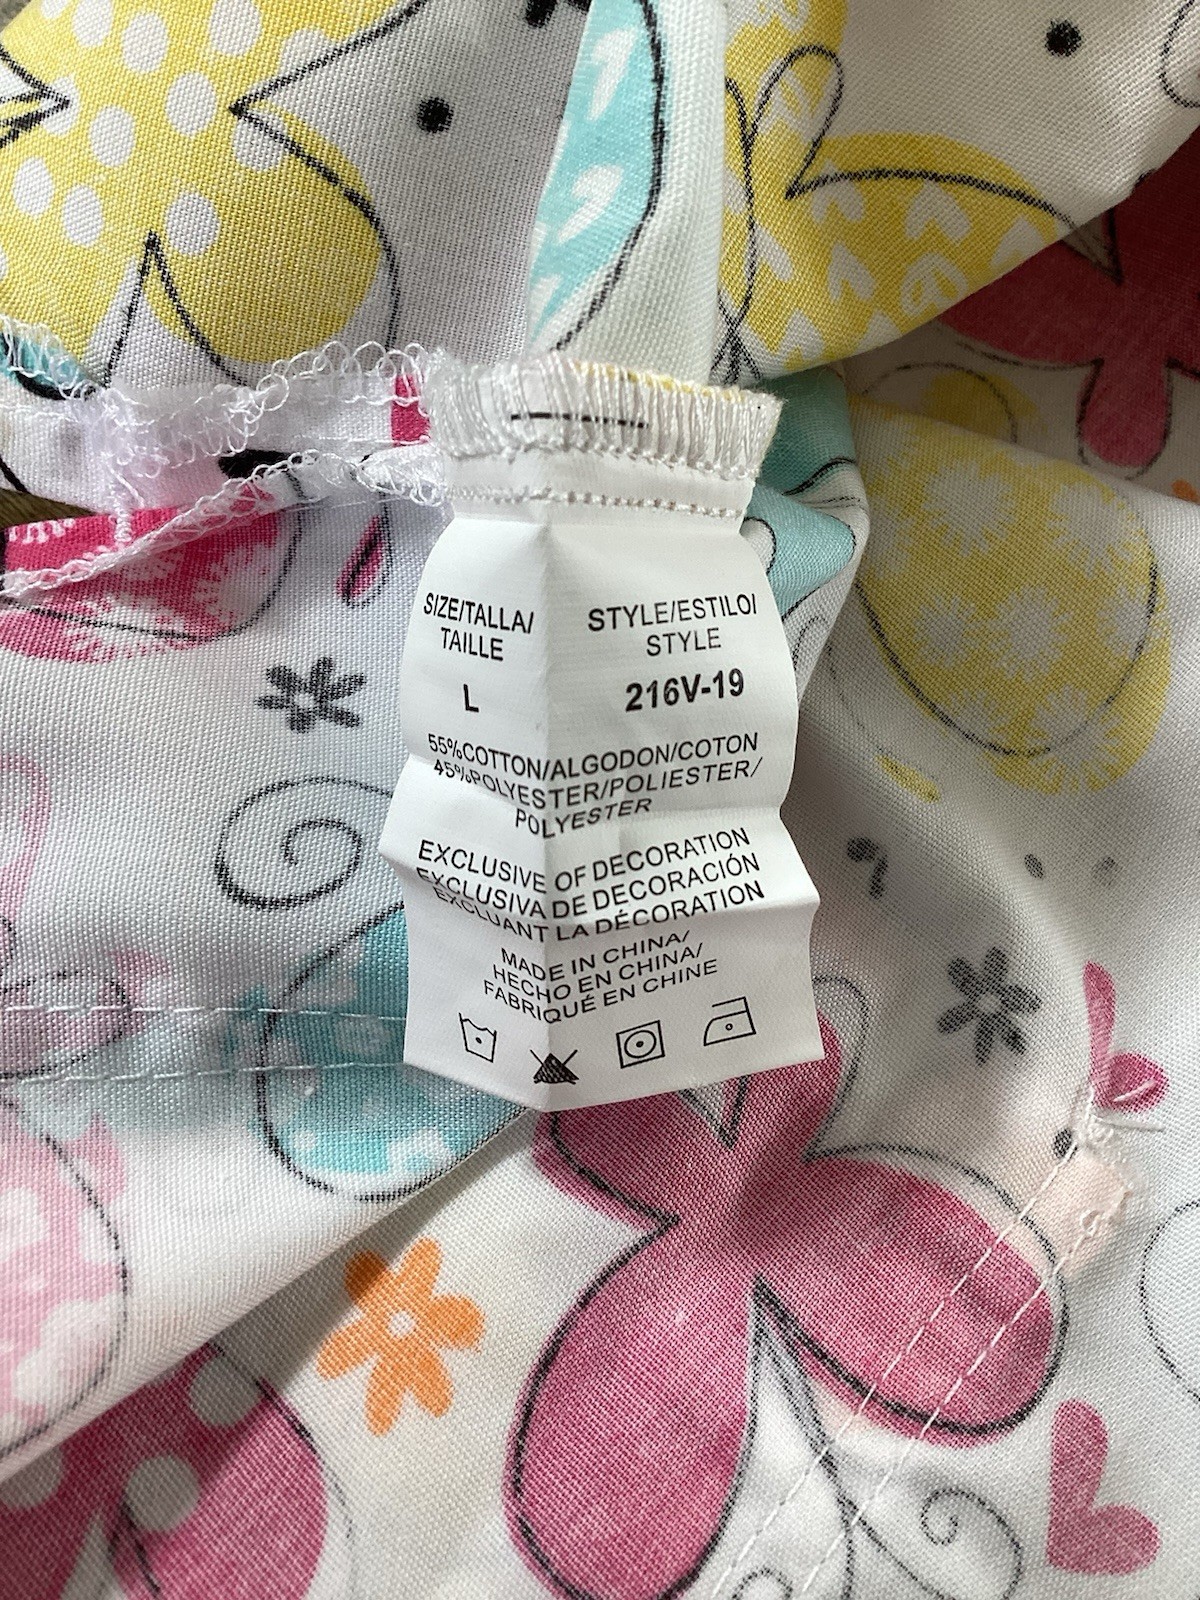 SIZE/TALLA/
TAILLE
L
STYLE/ESTILO/
STYLE
216V-19
55%COTTON/ALGODON/COTON
45%POLYESTER/POLIESTER/
POLYESTER
EXCLUSIVE OF DECORATION
EXCLUSIVA DE DECORACIÓN
EXCLUANT LA DÉCORATION
MADE IN CHINA/
HECHO EN CHINA/
FABRIQUÉ EN CHINE